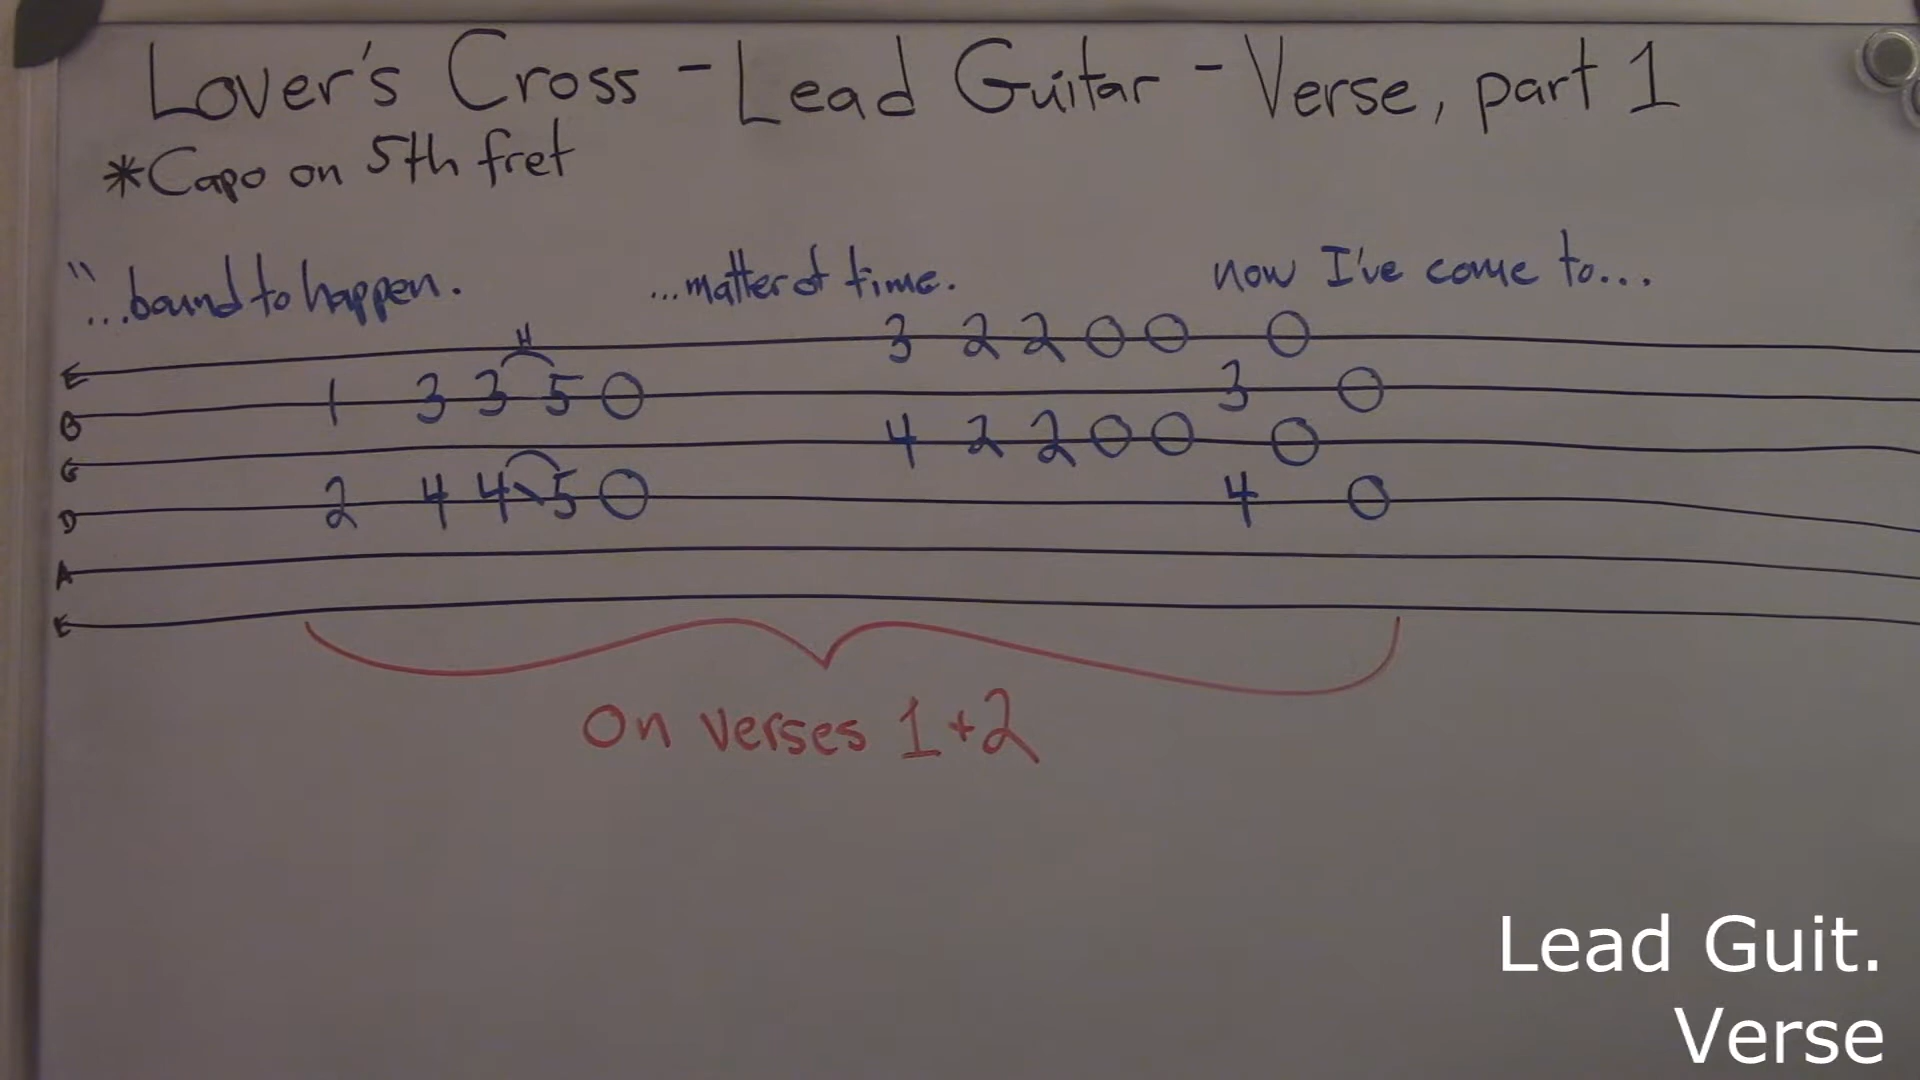 Lover's Cross - Lead Guitar - Verse, part 1
*Capo on 5th fret
"...bound to happen. ...matter of time. now I've come to...
H
E 3 2 2 0 0 0
B 1 3 3 5 0 3 0
G 4 2 2 0 0 0
D 2 4 4 5 0 4 0
A
E
On verses 1+2
Lead Guit.
Verse